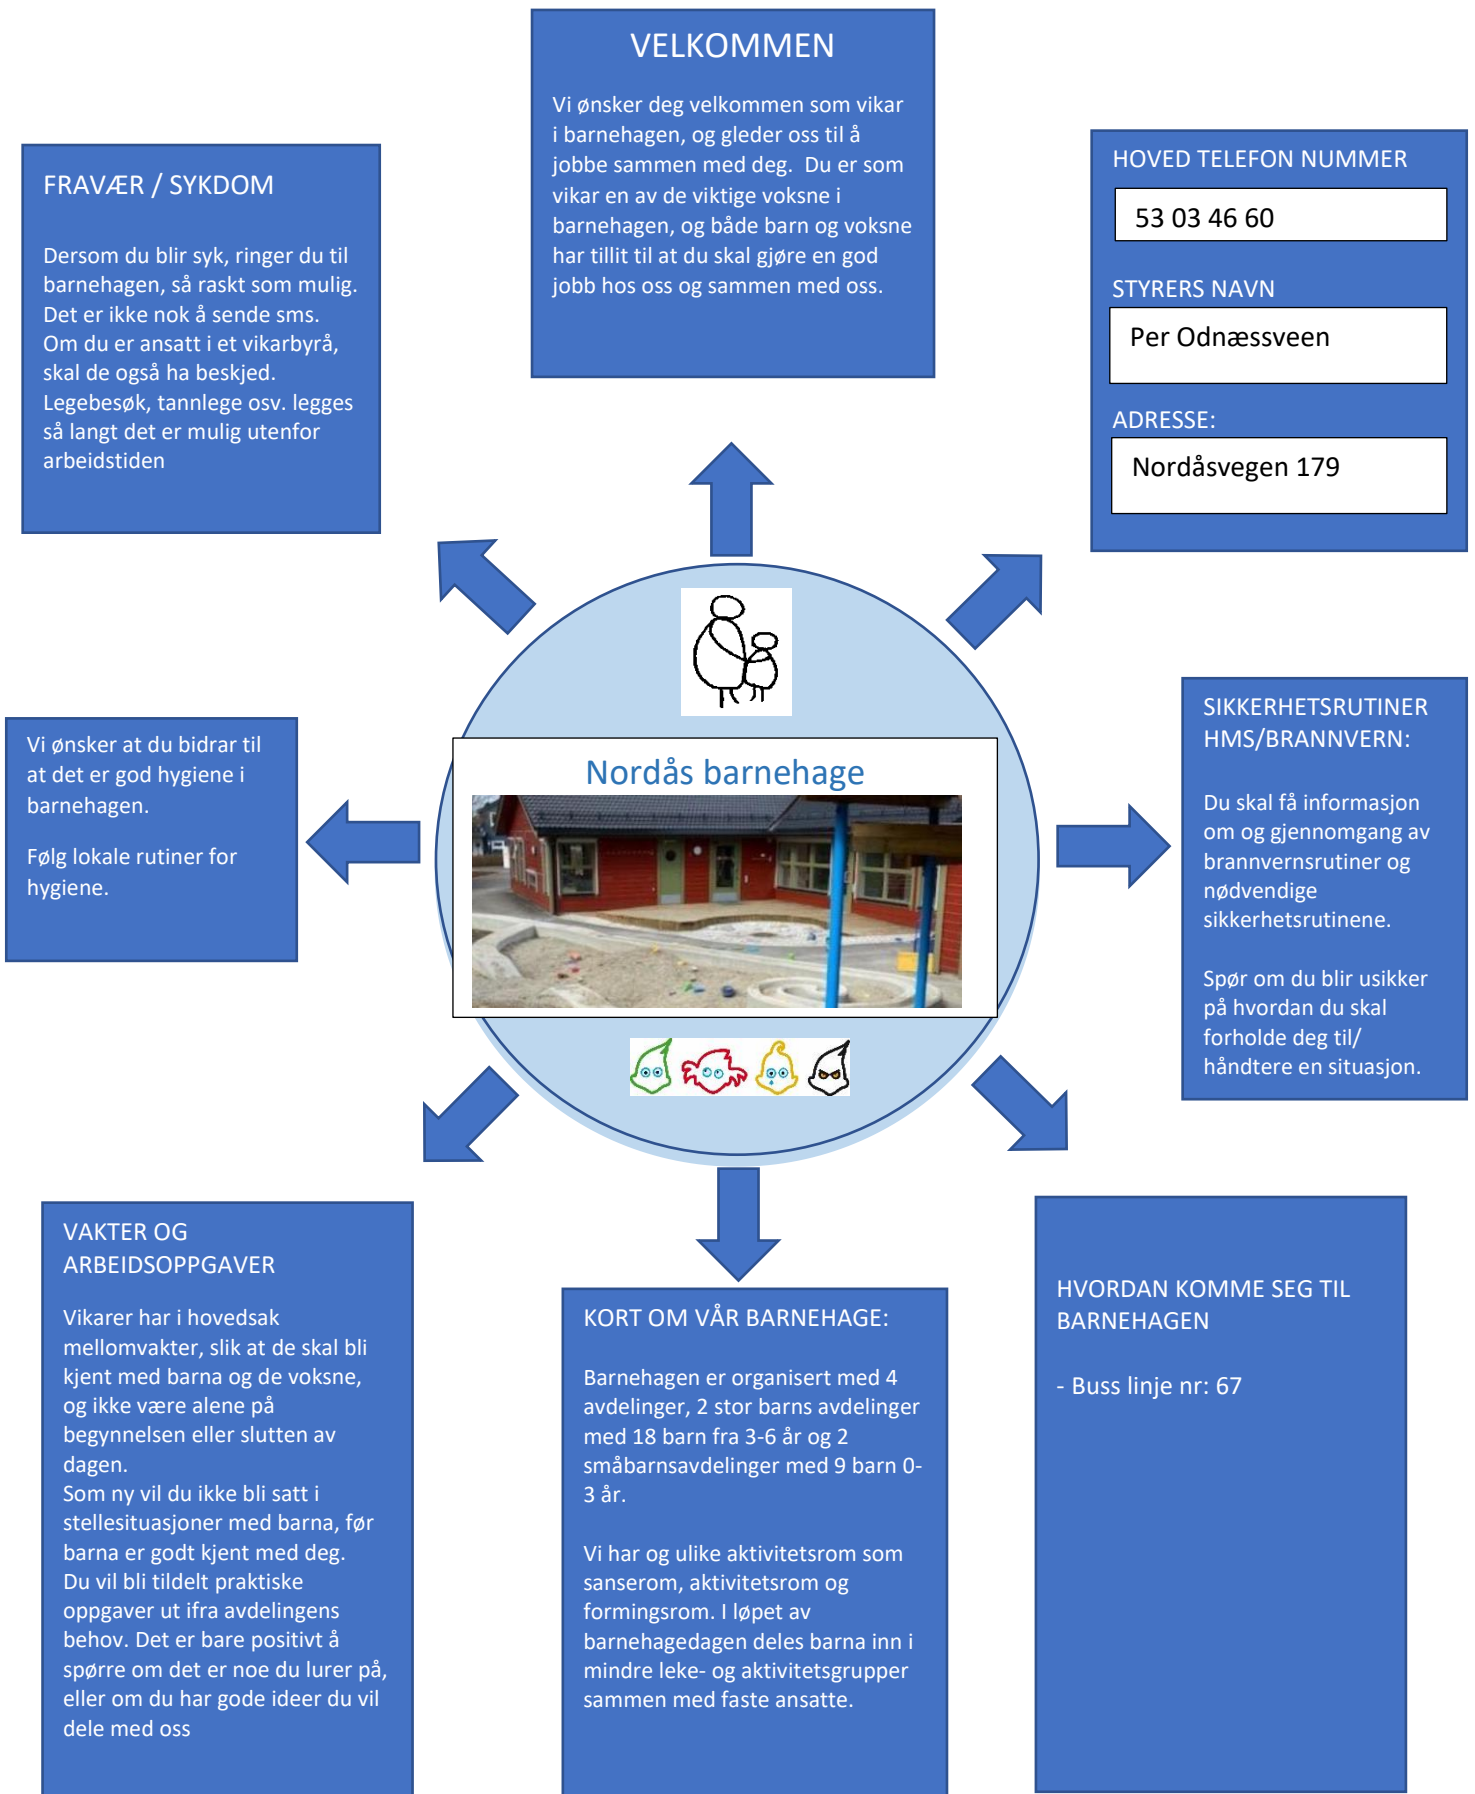 VELKOMMEN
Vi ønsker deg velkommen som vikar
i barnehagen, og gleder oss til å
jobbe sammen med deg.  Du er som
vikar en av de viktige voksne i
barnehagen, og både barn og voksne
har tillit til at du skal gjøre en god
jobb hos oss og sammen med oss.
FRAVÆR / SYKDOM
Dersom du blir syk, ringer du til
barnehagen, så raskt som mulig.
Det er ikke nok å sende sms.
Om du er ansatt i et vikarbyrå,
skal de også ha beskjed.
Legebesøk, tannlege osv. legges
så langt det er mulig utenfor
arbeidstiden
HOVED TELEFON NUMMER
53 03 46 60
STYRERS NAVN
Per Odnæssveen
ADRESSE:
Nordåsvegen 179
Vi ønsker at du bidrar til
at det er god hygiene i
barnehagen.
Følg lokale rutiner for
hygiene.
Nordås barnehage
SIKKERHETSRUTINER
HMS/BRANNVERN:
Du skal få informasjon
om og gjennomgang av
brannvernsrutiner og
nødvendige
sikkerhetsrutinene.
Spør om du blir usikker
på hvordan du skal
forholde deg til/
håndtere en situasjon.
VAKTER OG
ARBEIDSOPPGAVER
Vikarer har i hovedsak
mellomvakter, slik at de skal bli
kjent med barna og de voksne,
og ikke være alene på
begynnelsen eller slutten av
dagen.
Som ny vil du ikke bli satt i
stellesituasjoner med barna, før
barna er godt kjent med deg.
Du vil bli tildelt praktiske
oppgaver ut ifra avdelingens
behov. Det er bare positivt å
spørre om det er noe du lurer på,
eller om du har gode ideer du vil
dele med oss
KORT OM VÅR BARNEHAGE:
Barnehagen er organisert med 4
avdelinger, 2 stor barns avdelinger
med 18 barn fra 3-6 år og 2
småbarnsavdelinger med 9 barn 0-
3 år.
Vi har og ulike aktivitetsrom som
sanserom, aktivitetsrom og
formingsrom. I løpet av
barnehagedagen deles barna inn i
mindre leke- og aktivitetsgrupper
sammen med faste ansatte.
HVORDAN KOMME SEG TIL
BARNEHAGEN
- Buss linje nr: 67